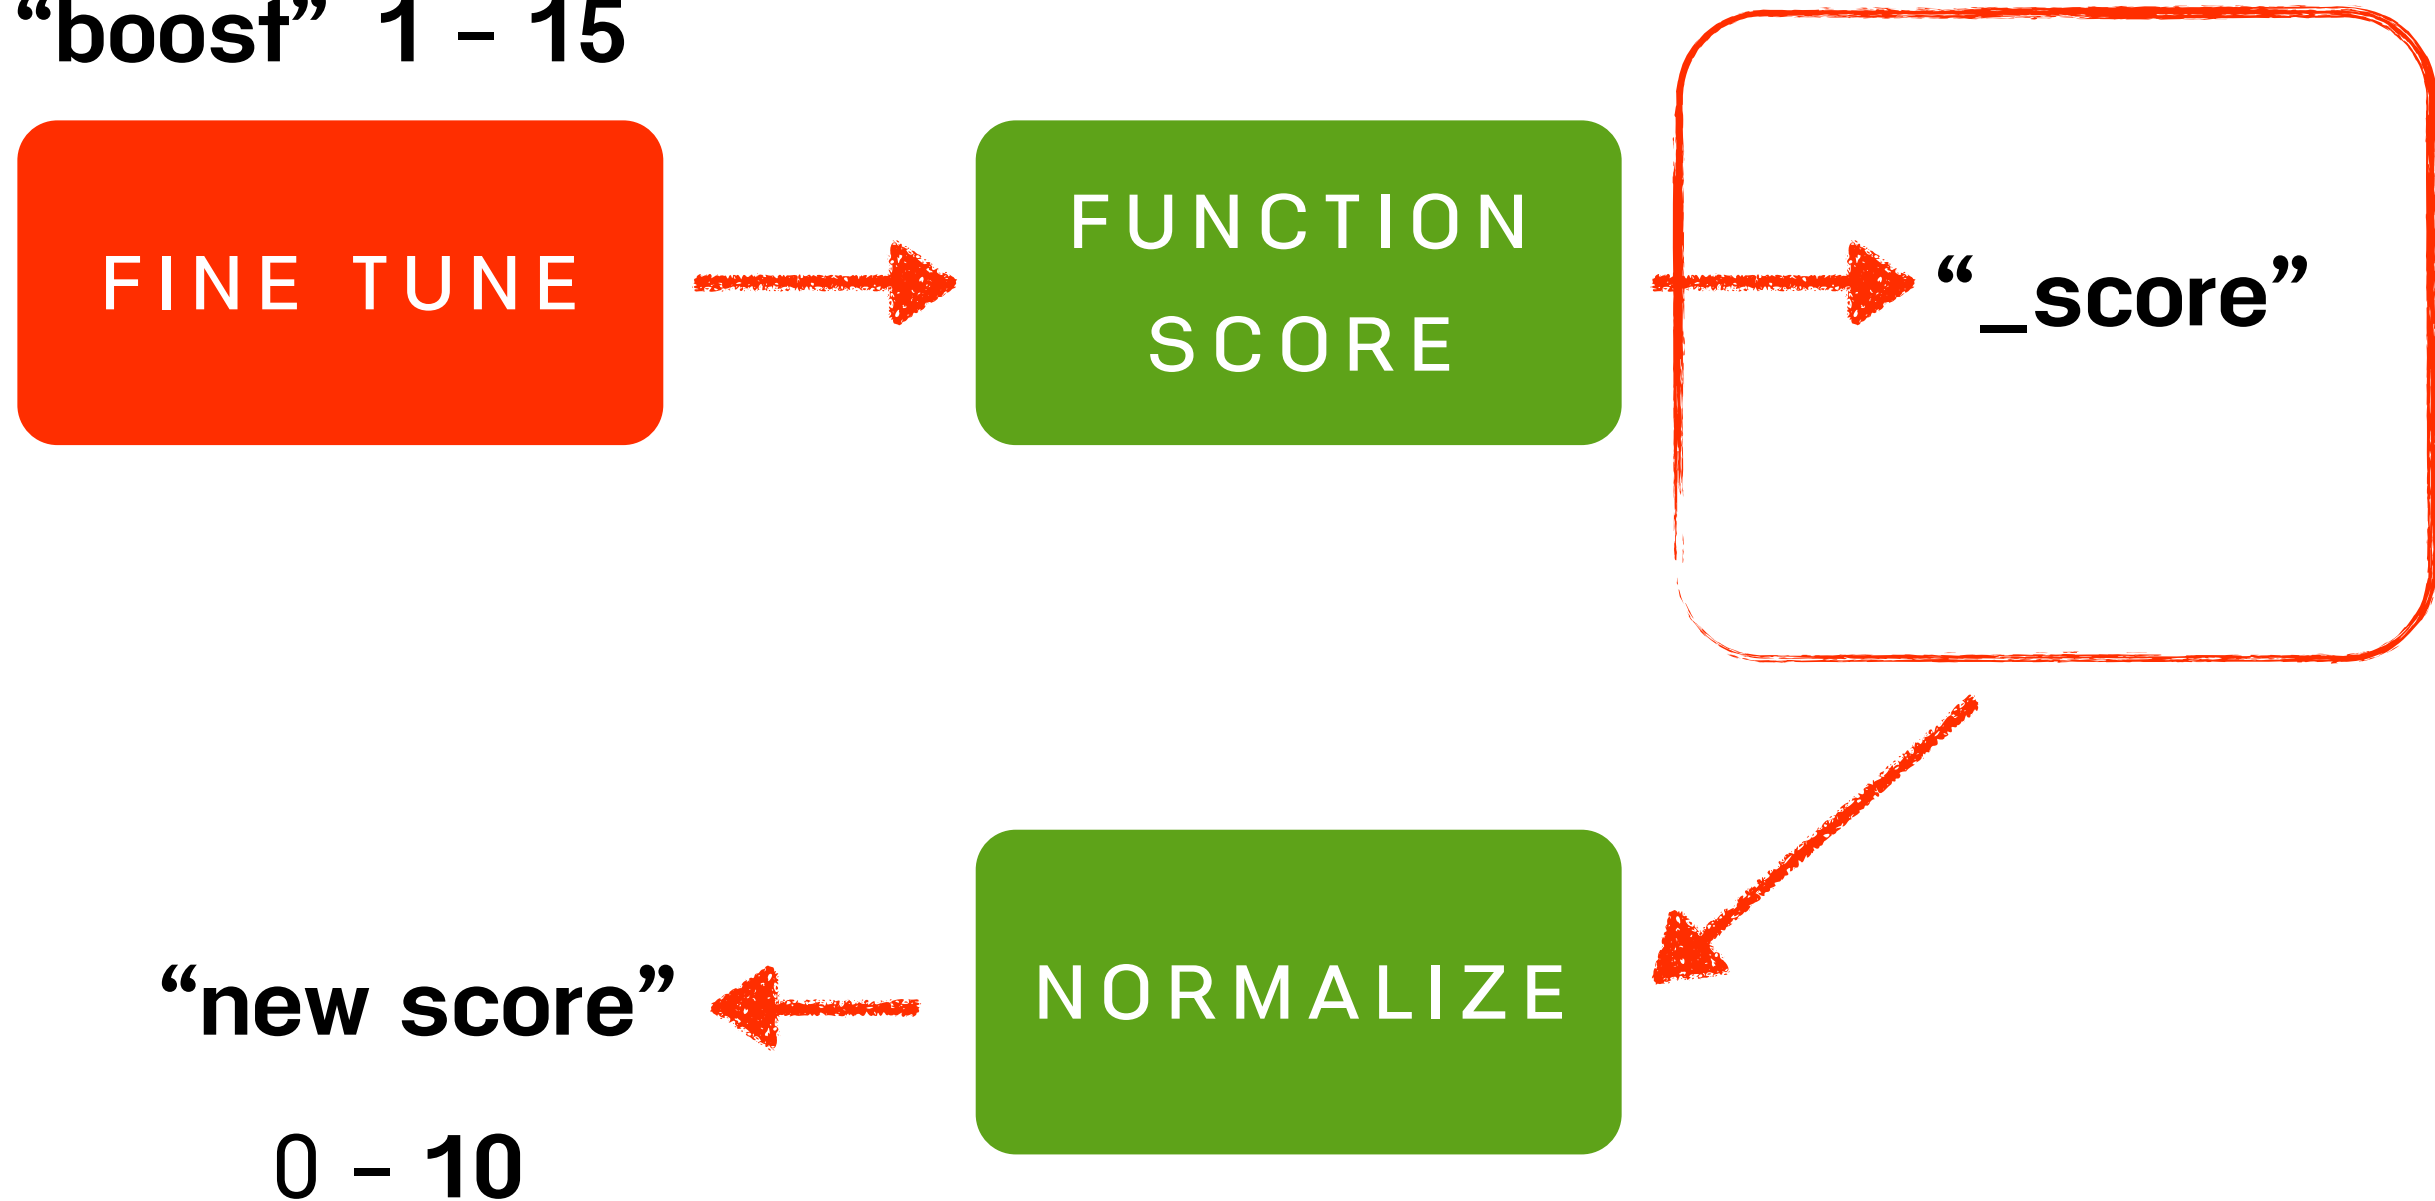 “boost” 1 – 15
FINE TUNE
FUNCTION
SCORE
“_score”
NORMALIZE
“new score”
0 – 10